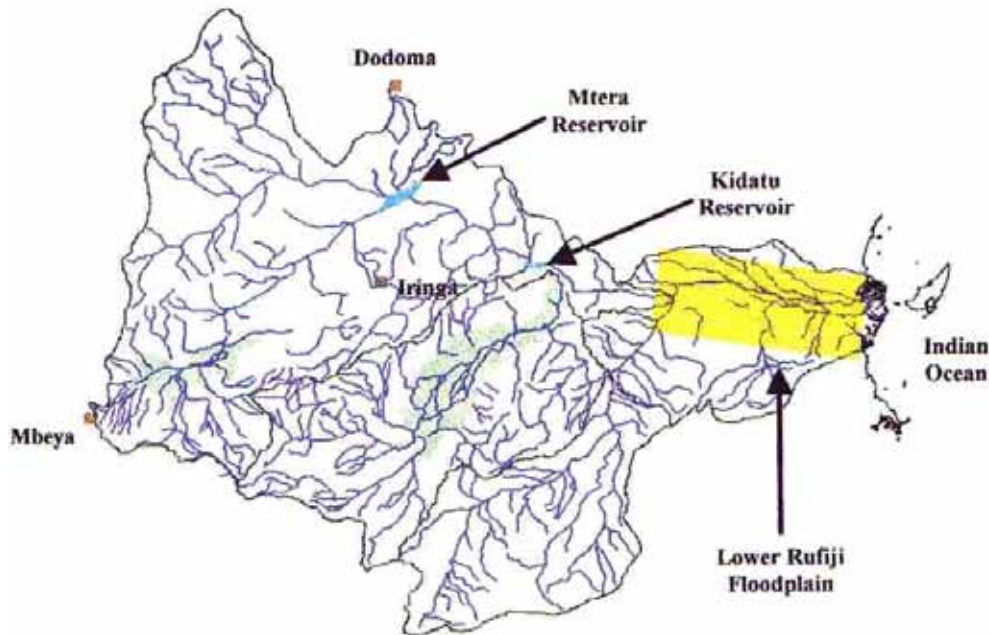 Dodoma
Mtera
Reservoir
Kidatu
Reservoir
Iringa
Indian
Ocean
Mbeya
Lower Rufiji
Floodplain